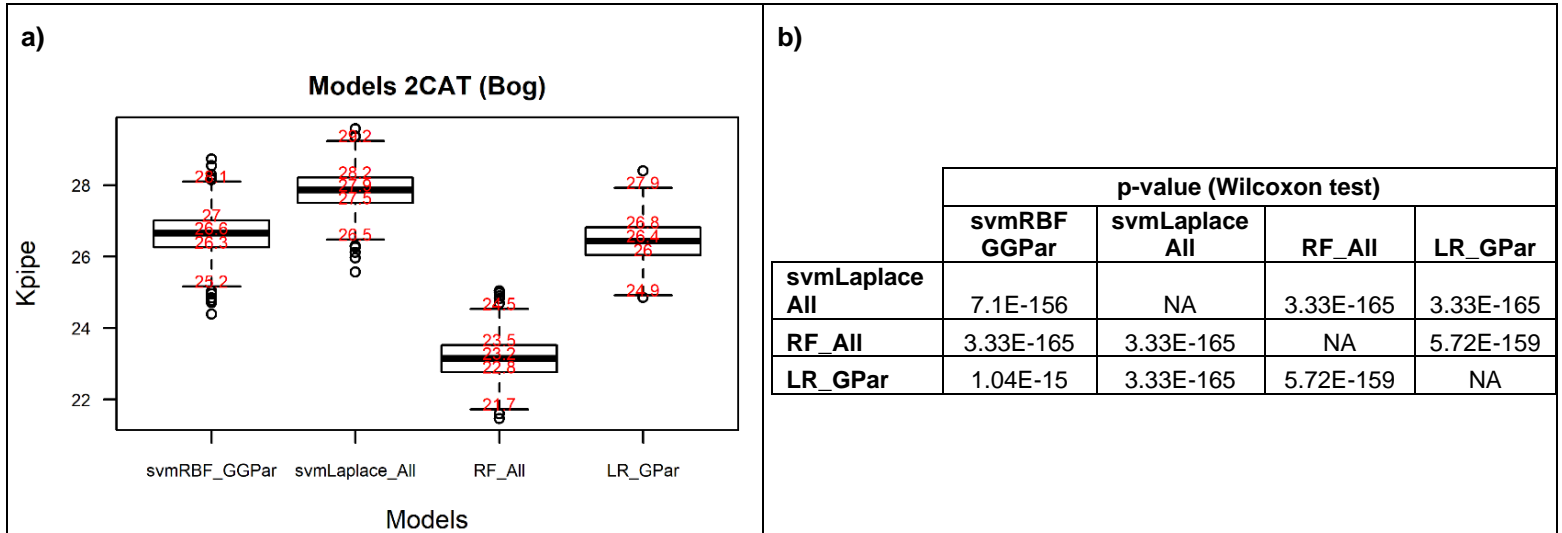 a)
Models 2CAT (Bog)
Kpipe
28
26
24
22
28.1
27
26.6
26.3
25.2
29.2
28.2
27.9
27.5
26.5
24.5
23.5
23.2
22.8
21.7
27.9
26.8
26.4
26
24.9
svmRBF_GGPar svmLaplace_All RF_All LR_GPar
Models
b)
p-value (Wilcoxon test)
svmRBF GGPar svmLaplace All RF_All LR_GPar
svmLaplace All 7.1E-156 NA 3.33E-165 3.33E-165
RF_All 3.33E-165 3.33E-165 NA 5.72E-159
LR_GPar 1.04E-15 3.33E-165 5.72E-159 NA